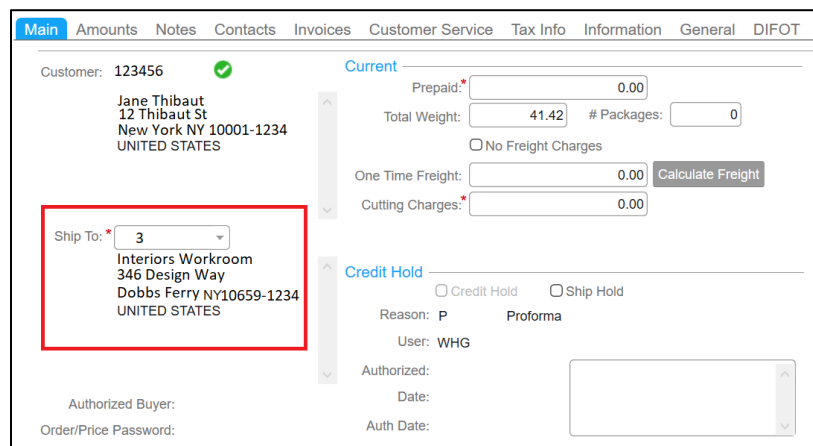 Main Amounts Notes Contacts Invoices Customer Service Tax Info Information General DIFOT
Customer: 123456
Jane Thibaut
12 Thibaut St
New York NY 10001-1234
UNITED STATES
Ship To: * 3
Interiors Workroom
346 Design Way
Dobbs Ferry NY10659-1234
UNITED STATES
Authorized Buyer:
Order/Price Password:
Current
Prepaid:* 0.00
Total Weight: 41.42 # Packages: 0
No Freight Charges
One Time Freight: 0.00 Calculate Freight
Cutting Charges:* 0.00
Credit Hold
Credit Hold Ship Hold
Reason: P Proforma
User: WHG
Authorized:
Date:
Auth Date: